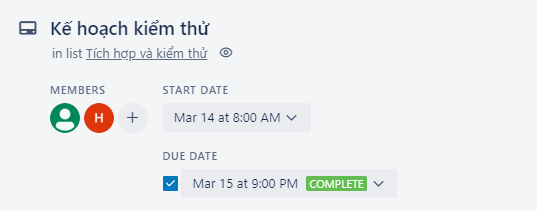 Kế hoạch kiểm thử
in list Tích hợp và kiểm thử
MEMBERS
H
START DATE
Mar 14 at 8:00 AM
DUE DATE
Mar 15 at 9:00 PM COMPLETE